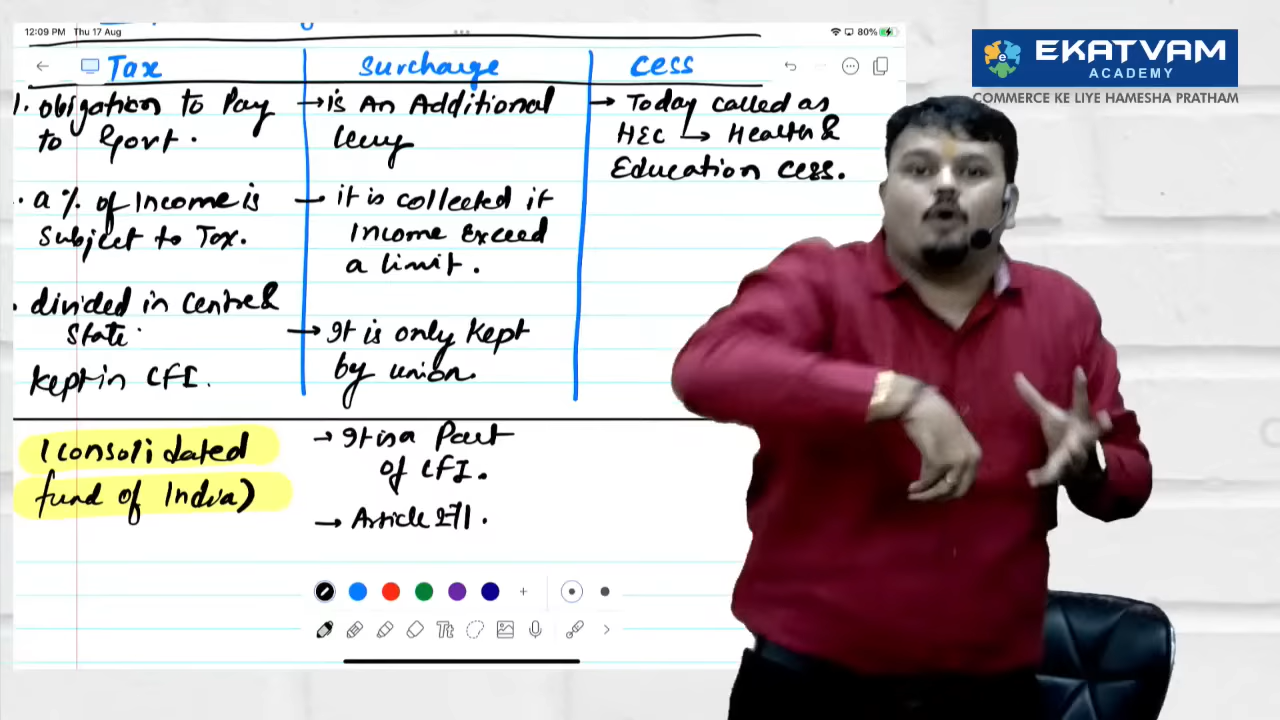 12:09 PM Thu 17 Aug
80%
EKATVAM
ACADEMY
COMMERCE KE LIYE HAMESHA PRATHAM
Tax
1. obligation to Pay
to Govt.
. a % of Income is
Subject to Tax.
. divided in Centre &
State
Kept in CFI.
(Consolidated
fund of India)
Surcharge
→ is An Additional
levy
→ it is collected if
Income Exceed
a limit.
→ It is only Kept
by union.
→ It is a Part
of CFI.
→ Article 271.
Cess
→ Today called as
HEC → Health &
Education cess.
Tt